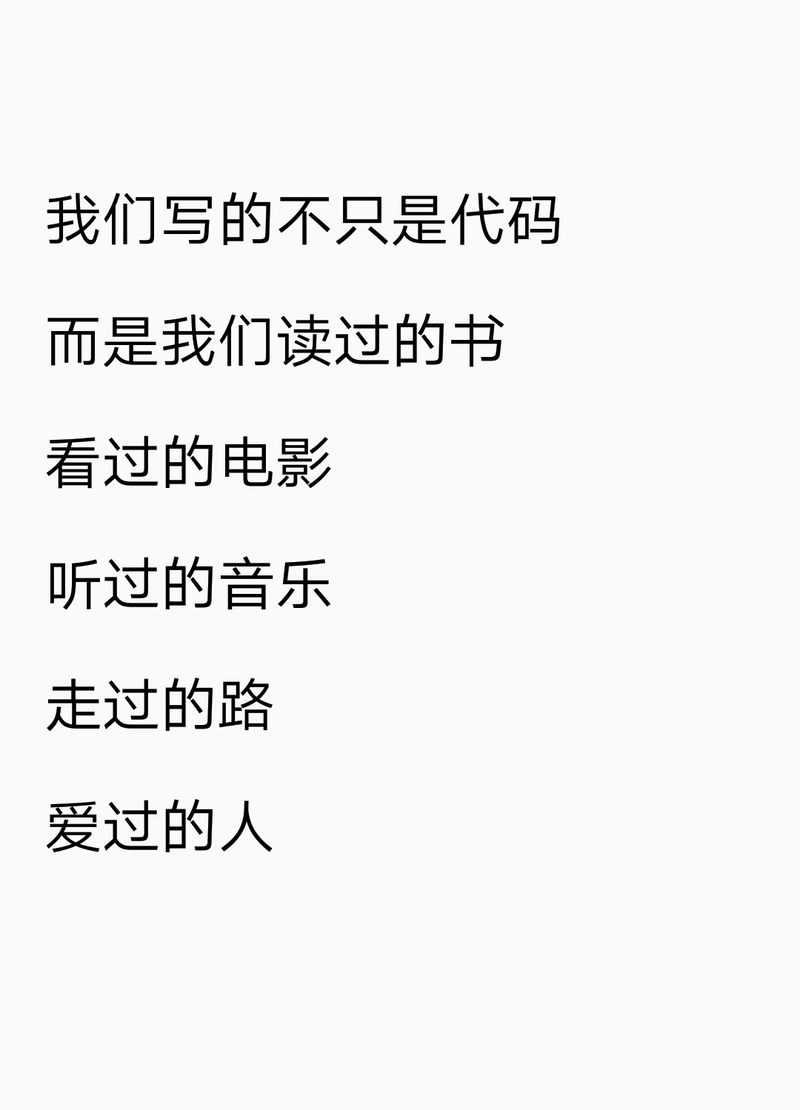 我们写的不只是代码
而是我们读过的书
看过的电影
听过的音乐
走过的路
爱过的人